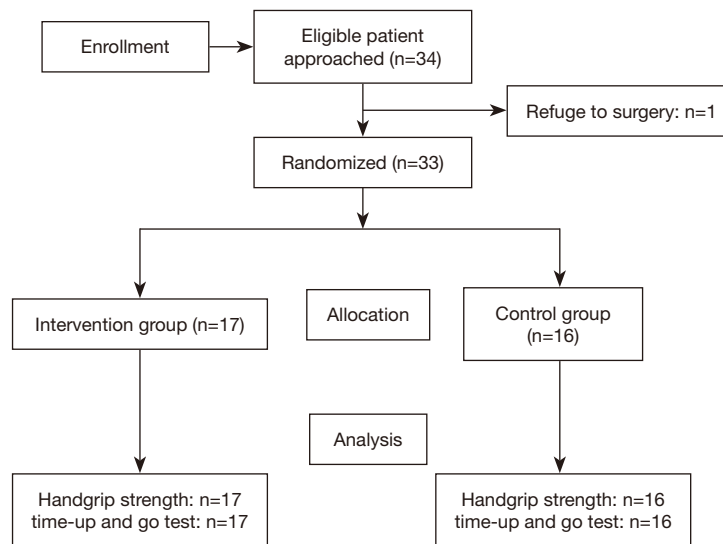 Enrollment
Eligible patient
approached (n=34)
Refuge to surgery: n=1
Randomized (n=33)
Intervention group (n=17)
Allocation
Control group
(n=16)
Analysis
Handgrip strength: n=17
time-up and go test: n=17
Handgrip strength: n=16
time-up and go test: n=16